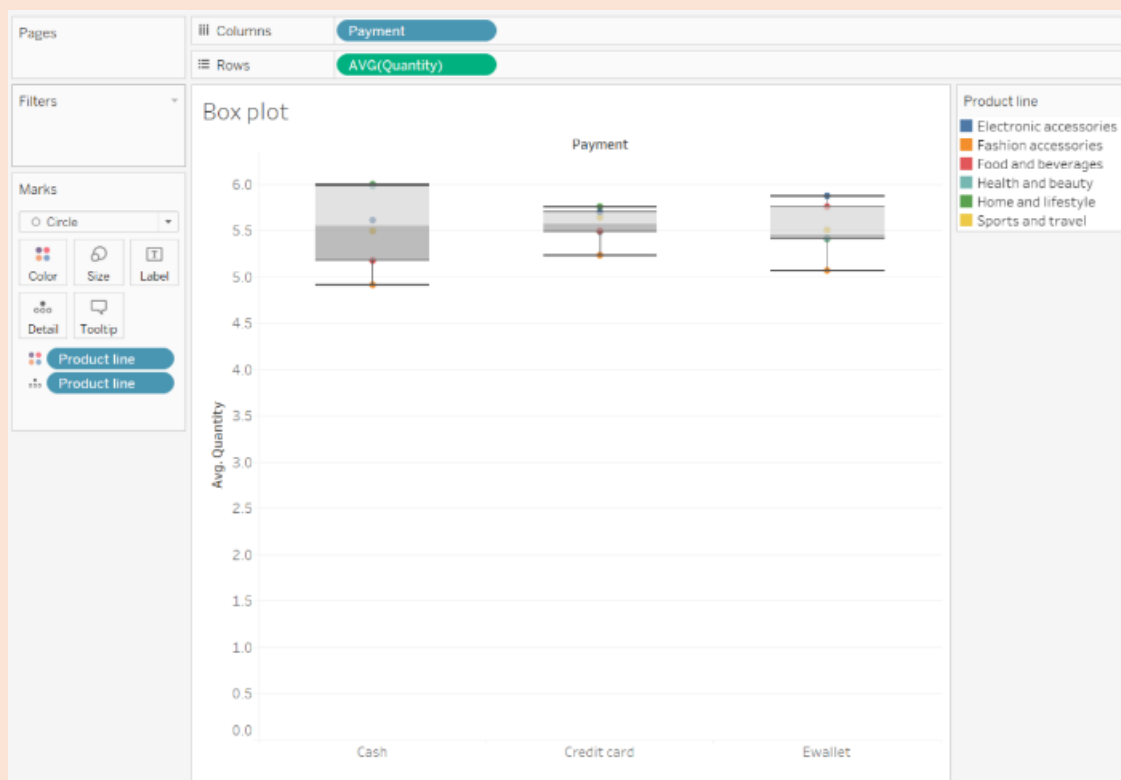 Pages
Columns
Payment
Rows
AVG(Quantity)
Filters
Marks
Circle
Color
Size
Label
Detail
Tooltip
Product line
Product line
Box plot
Payment
Avg. Quantity
6.0
5.5
5.0
4.5
4.0
3.5
3.0
2.5
2.0
1.5
1.0
0.5
0.0
Cash
Credit card
Ewallet
Product line
Electronic accessories
Fashion accessories
Food and beverages
Health and beauty
Home and lifestyle
Sports and travel